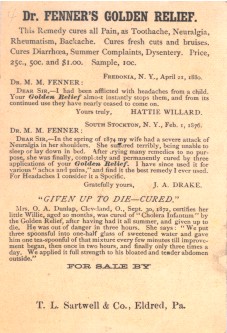 Dr. FENNER'S GOLDEN RELIEF.
This Remedy cures all Pain, as Toothache, Neuralgia,
Rheumatism, Backache. Cures fresh cuts and bruises.
Cures Diarrhœa, Summer Complaints, Dysentery. Price,
25c., 50c. and $1.00. Sample, 10c.
FREDONIA, N. Y., April 21, 1880.
DR. M. M. FENNER:
DEAR SIR,—I had been afflicted with headaches from a child.
Your Golden Relief almost instantly stops them, and from its
continued use they have nearly ceased to come on.
Yours truly, HATTIE WILLARD.
SOUTH STOCKTON, N. Y., Feb. 1, 1876.
DR. M. M. FENNER:
DEAR SIR,—In the spring of 1874 my wife had a severe attack of
Neuralgia in her shoulders. She suffered terribly, being unable to
sleep or lay down in bed. After trying many remedies to no purpose,
she was finally, completely and permanently cured by three
applications of your Golden Relief. I have since used it for
various "aches and pains," and find it the best remedy I ever used.
For Headaches I consider it a Specific.
Gratefully yours, J. A. DRAKE.
"GIVEN UP TO DIE—CURED."
Mrs. O. A. Dunlap, Cleveland, O., Sept. 30, 1872, certifies her
little Willie, aged 20 months, was cured of "Cholera Infantum" by
the Golden Relief, after having had it all summer, and given up to
die. He was out of danger in three hours. She says: "We put
three spoonfuls into one-half glass of sweetened water and gave
him one tea-spoonful of that mixture every few minutes till improvement
began, then once in two hours, and finally only three times a
day. We applied it full strength to his bloated and tender abdomen
outside."
FOR SALE BY
T. L. Sartwell & Co., Eldred, Pa.